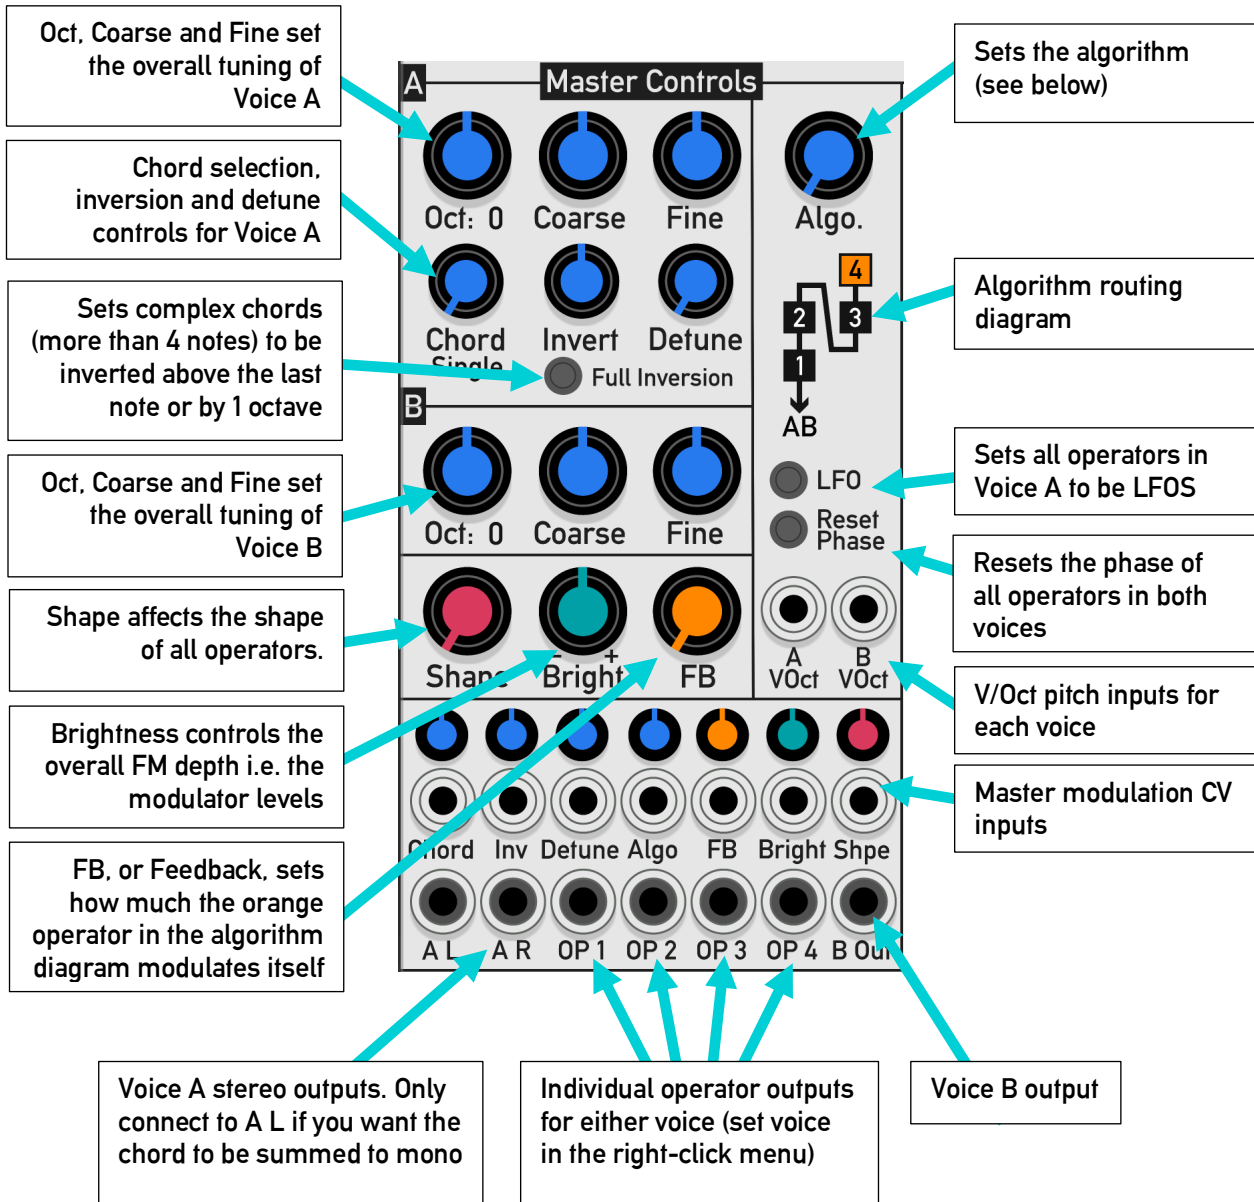 Oct, Coarse and Fine set
the overall tuning of
Voice A
Chord selection,
inversion and detune
controls for Voice A
Sets complex chords
(more than 4 notes) to be
inverted above the last
note or by 1 octave
Oct, Coarse and Fine set
the overall tuning of
Voice B
Shape affects the shape
of all operators.
Brightness controls the
overall FM depth i.e. the
modulator levels
FB, or Feedback, sets
how much the orange
operator in the algorithm
diagram modulates itself
Master Controls
A
Oct: 0 Coarse Fine
Chord Invert Detune
Single
Full Inversion
B
Oct: 0 Coarse Fine
- +
Shape Bright FB
Algo.
4
2 3
1
AB
LFO
Reset
Phase
A B
VOct VOct
Chord Inv Detune Algo FB Bright Shpe
A L A R OP 1 OP 2 OP 3 OP 4 B Out
Sets the algorithm
(see below)
Algorithm routing
diagram
Sets all operators in
Voice A to be LFOS
Resets the phase of
all operators in both
voices
V/Oct pitch inputs for
each voice
Master modulation CV
inputs
Voice A stereo outputs. Only
connect to A L if you want the
chord to be summed to mono
Individual operator outputs
for either voice (set voice
in the right-click menu)
Voice B output